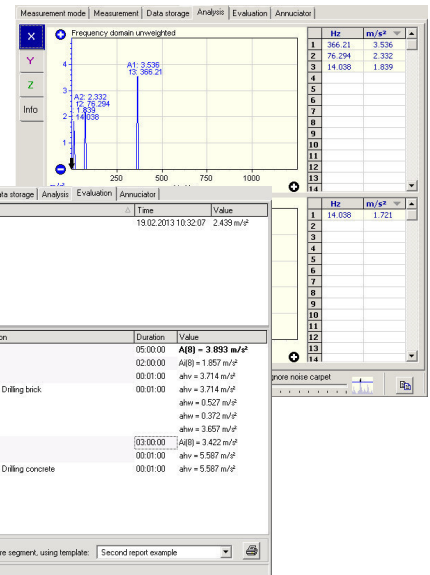 Measurement mode Measurement Data storage Analysis Evaluation Annuciator
X
Y
Z
Info
Frequency domain unweighted
4
3
2
1
A1: 3.536
f3: 366.21
A2: 2.332
f2: 76.294
1.839
14.038
250 500 750 1000
Hz m/s²
1 366.21 3.536
2 76.294 2.332
3 14.038 1.839
4
5
6
7
8
9
10
11
12
13
14
Hz m/s²
1 14.038 1.721
2
3
4
5
6
7
8
9
10
11
12
13
14
gnore noise carpet
ata storage Analysis Evaluation Annuciator
Time Value
19.02.2013 10:32:07 2.439 m/s²
on Duration Value
05:00:00 A(8) = 3.893 m/s²
02:00:00 Ai(8) = 1.857 m/s²
00:01:00 ahv = 3.714 m/s²
Drilling brick 00:01:00 ahv = 3.714 m/s²
ahw = 0.527 m/s²
ahw = 0.372 m/s²
ahw = 3.657 m/s²
03:00:00 Ai(8) = 3.422 m/s²
00:01:00 ahv = 5.587 m/s²
Drilling concrete 00:01:00 ahv = 5.587 m/s²
re segment, using template: Second report example